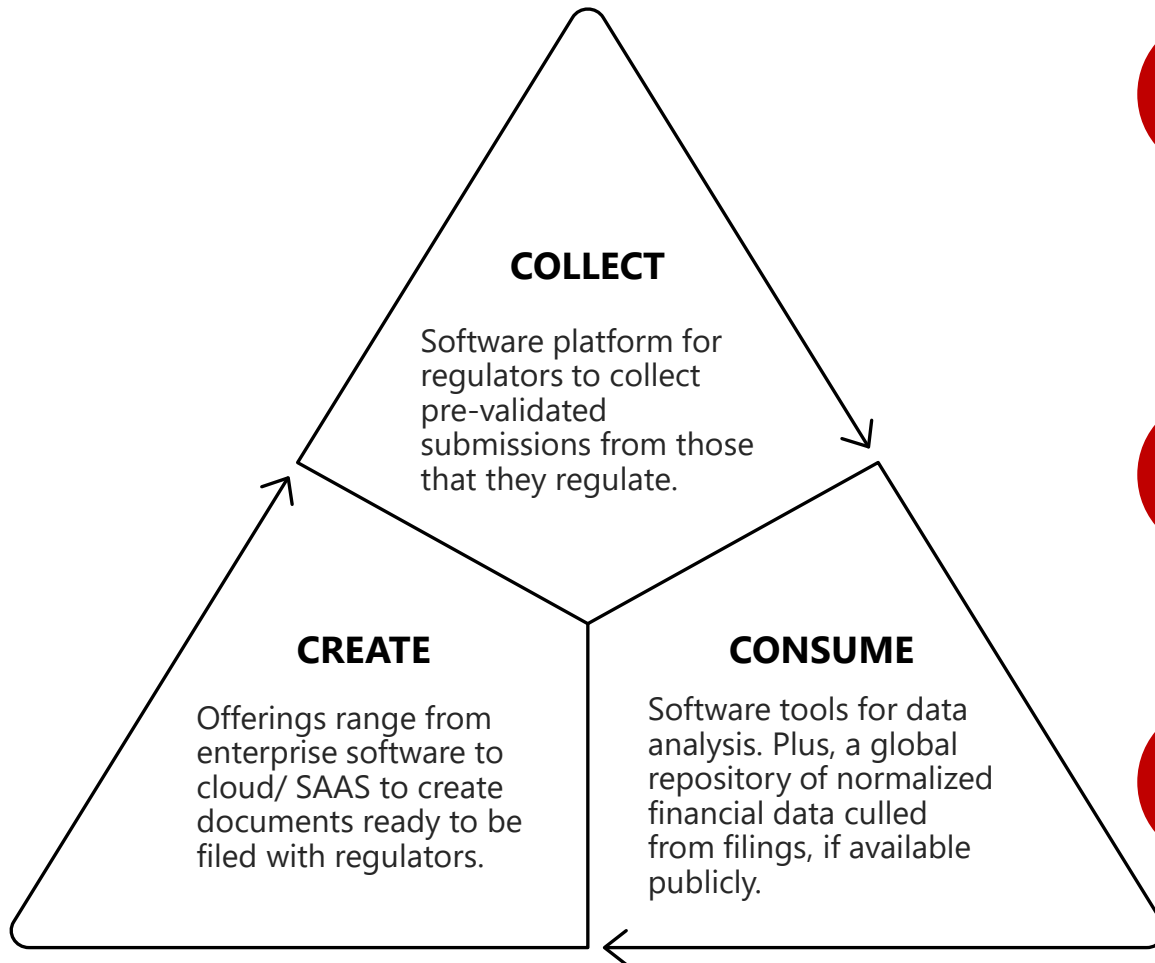 COLLECT
Software platform for
regulators to collect
pre-validated
submissions from those
that they regulate.
CREATE
Offerings range from
enterprise software to
cloud/ SAAS to create
documents ready to be
filed with regulators.
CONSUME
Software tools for data
analysis. Plus, a global
repository of normalized
financial data culled
from filings, if available
publicly.